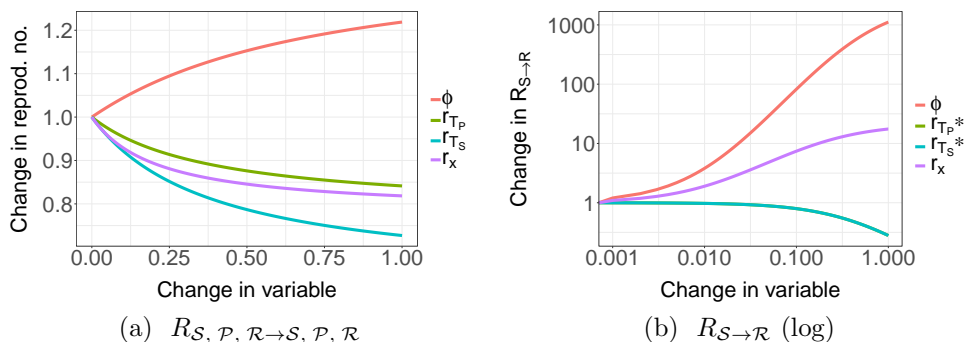 Change in reprod. no.
1.2
1.1
1.0
0.9
0.8
0.00 0.25 0.50 0.75 1.00
Change in variable
ϕ
r_{T_P}
r_{T_S}
r_x
(a) R_{𝒮, 𝒫, ℛ→𝒮, 𝒫, ℛ}
Change in R_{S→R}
1000
100
10
1
0.001 0.010 0.100 1.000
Change in variable
ϕ
r_{T_P}*
r_{T_S}*
r_x
(b) R_{𝒮→ℛ} (log)